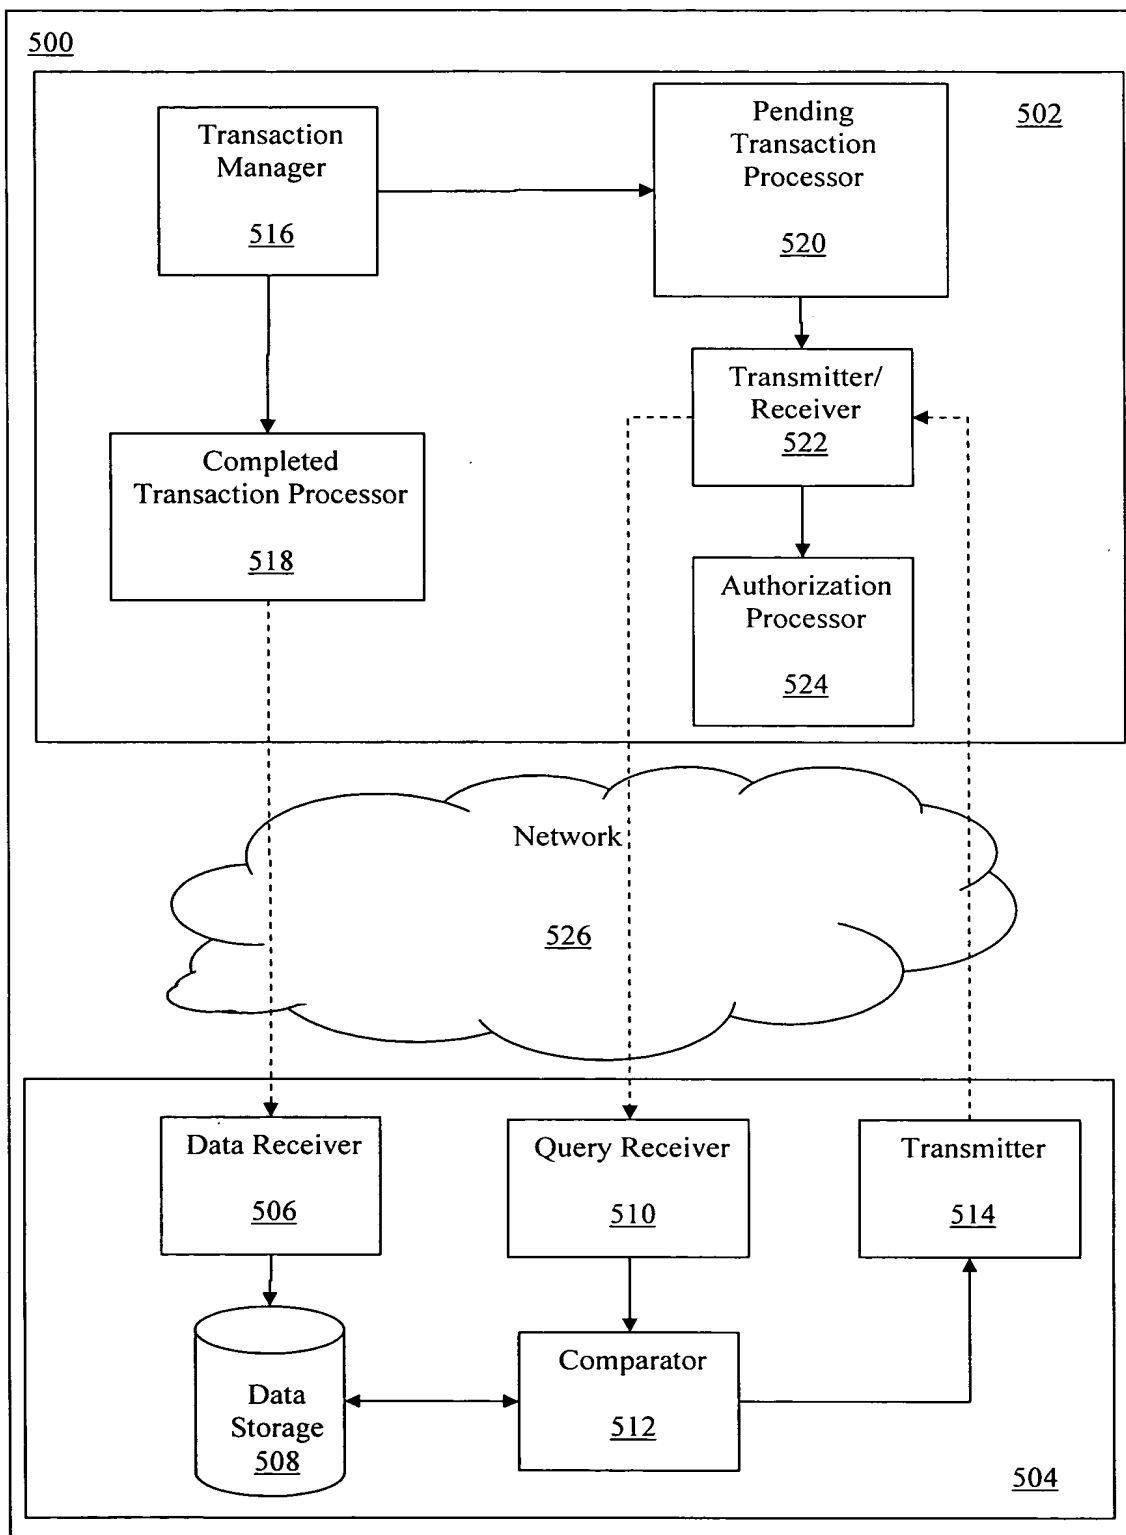 500
502
Transaction
Manager
516
Pending
Transaction
Processor
520
Transmitter/
Receiver
522
Completed
Transaction Processor
518
Authorization
Processor
524
Network
526
Data Receiver
506
Query Receiver
510
Transmitter
514
Data
Storage
508
Comparator
512
504